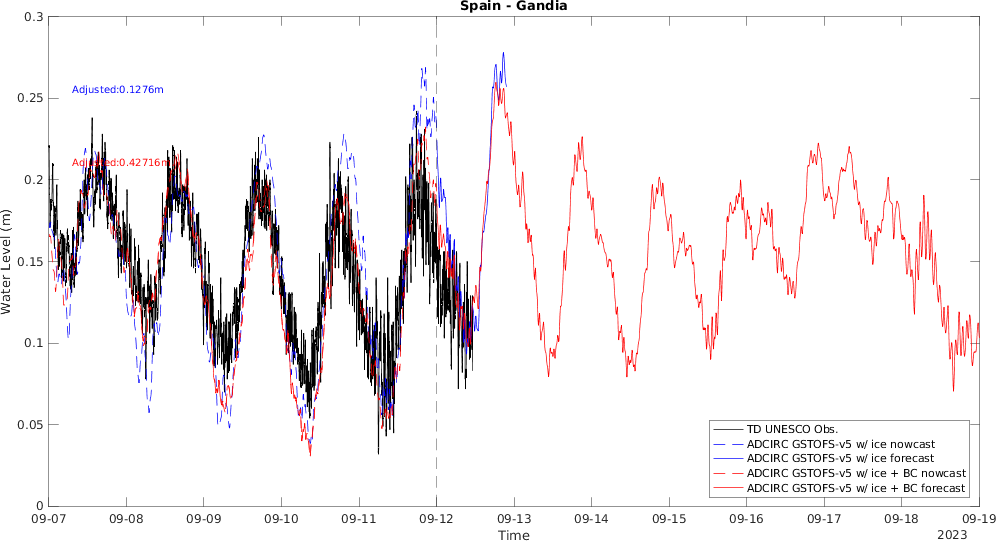 Spain - Gandia
0.3
0.25
0.2
0.15
0.1
0.05
0
Water Level (m)
Adjusted:0.1276m
Adjusted:0.42716m
TD UNESCO Obs.
ADCIRC GSTOFS-v5 w/ ice nowcast
ADCIRC GSTOFS-v5 w/ ice forecast
ADCIRC GSTOFS-v5 w/ ice + BC nowcast
ADCIRC GSTOFS-v5 w/ ice + BC forecast
09-07 09-08 09-09 09-10 09-11 09-12 09-13 09-14 09-15 09-16 09-17 09-18 09-19
Time
2023